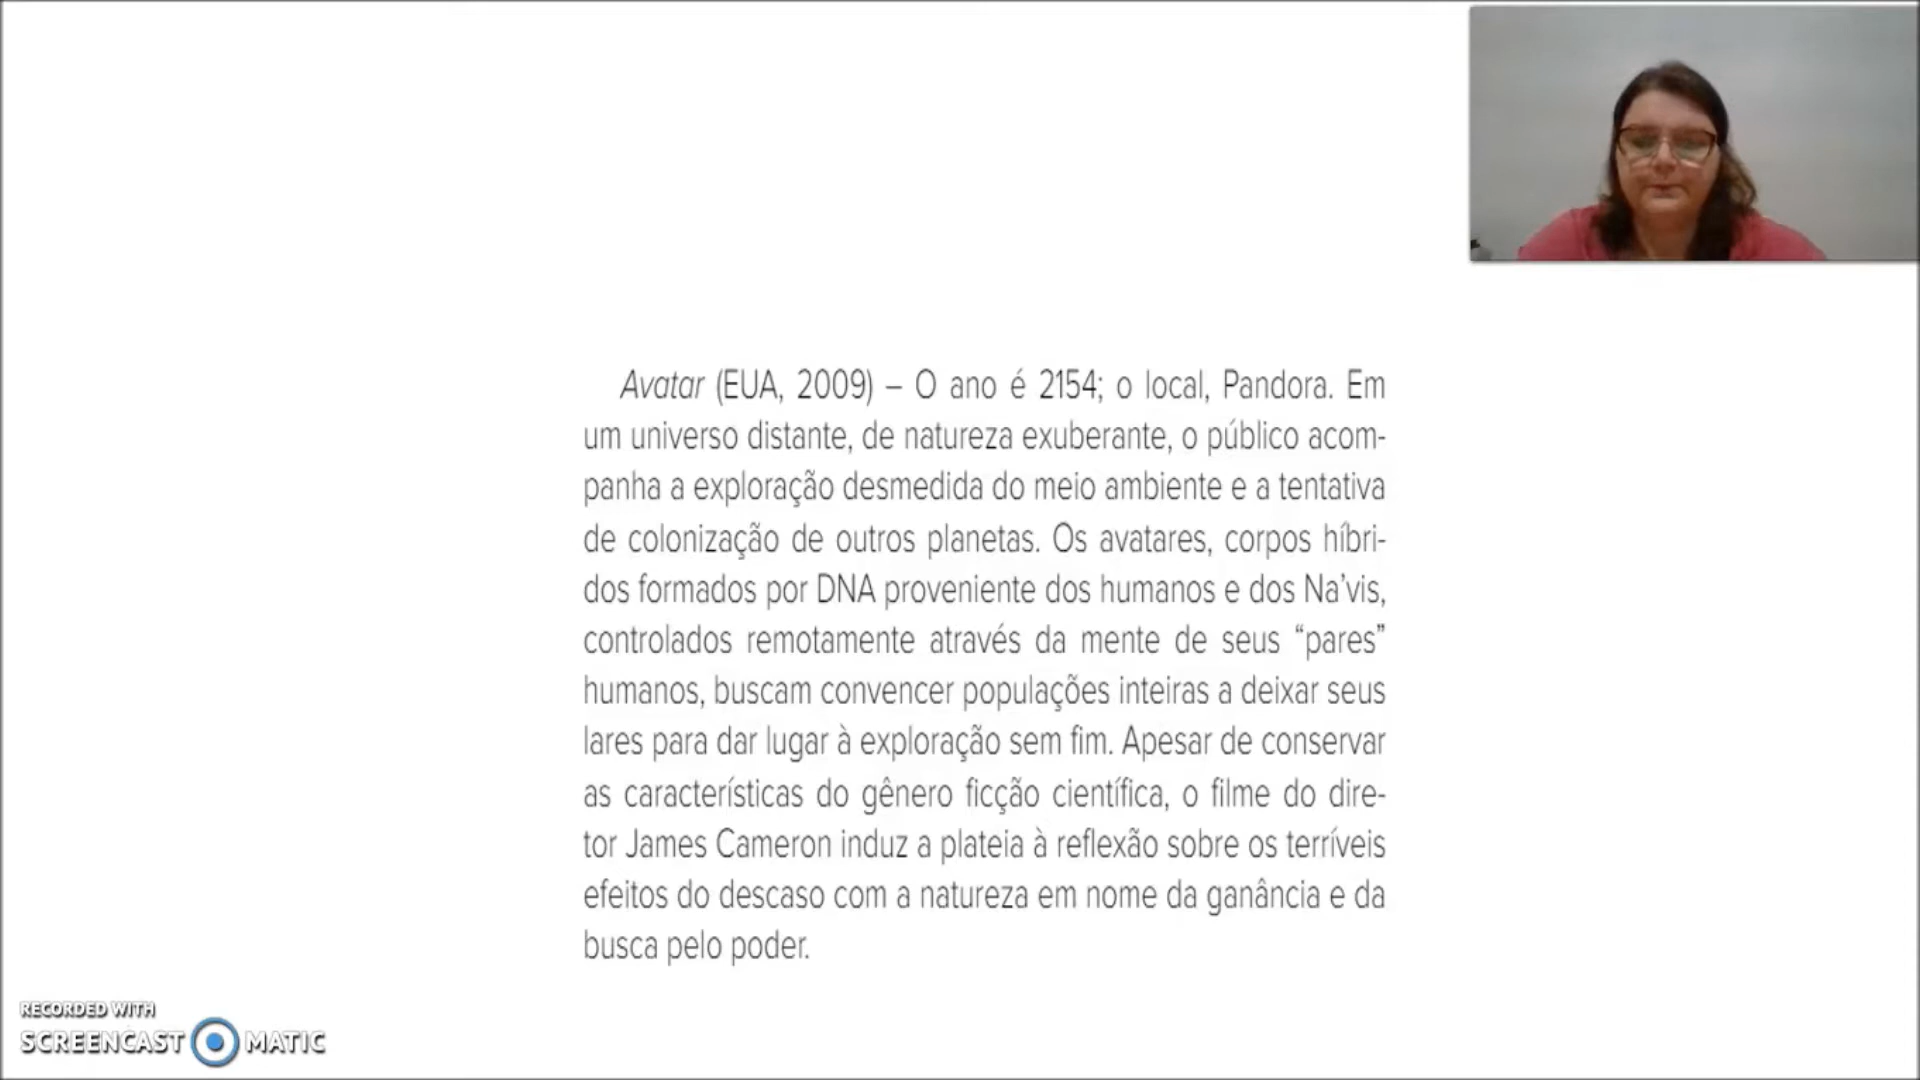 Avatar (EUA, 2009) – O ano é 2154; o local, Pandora. Em
um universo distante, de natureza exuberante, o público acom-
panha a exploração desmedida do meio ambiente e a tentativa
de colonização de outros planetas. Os avatares, corpos híbri-
dos formados por DNA proveniente dos humanos e dos Na’vis,
controlados remotamente através da mente de seus “pares”
humanos, buscam convencer populações inteiras a deixar seus
lares para dar lugar à exploração sem fim. Apesar de conservar
as características do gênero ficção científica, o filme do dire-
tor James Cameron induz a plateia à reflexão sobre os terríveis
efeitos do descaso com a natureza em nome da ganância e da
busca pelo poder.
RECORDED WITH
SCREENCAST MATIC